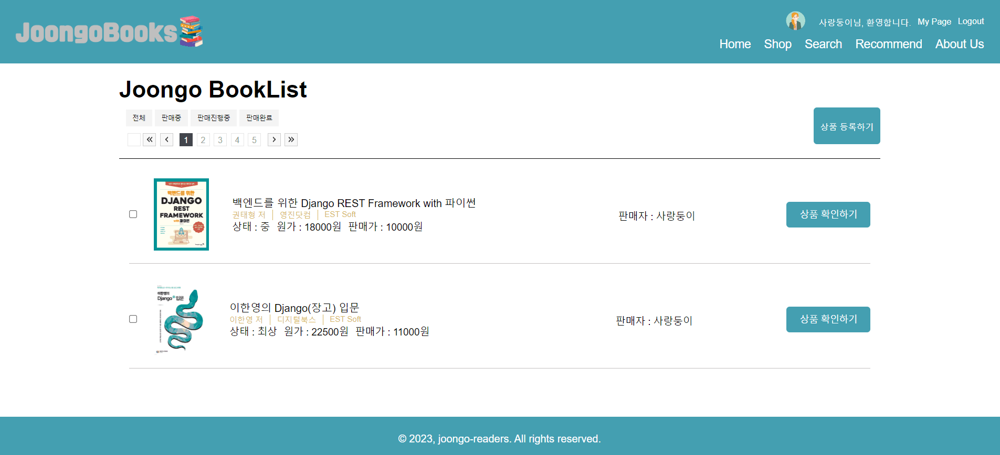 JoongoBooks
사랑둥이님, 환영합니다. My Page Logout
Home Shop Search Recommend About Us
Joongo BookList
전체 판매중 판매진행중 판매완료
상품 등록하기
« ‹ 1 2 3 4 5 › »
백엔드를 위한
DJANGO
REST
FRAMEWORK
with 파이썬
백엔드를 위한 Django REST Framework with 파이썬
권태형 저 | 영진닷컴 | EST Soft
상태 : 중 원가 : 18000원 판매가 : 10000원
판매자 : 사랑둥이
상품 확인하기
이한영의
Django 입문
이한영의 Django(장고) 입문
이한영 저 | 디지털북스 | EST Soft
상태 : 최상 원가 : 22500원 판매가 : 11000원
판매자 : 사랑둥이
상품 확인하기
© 2023, joongo-readers. All rights reserved.